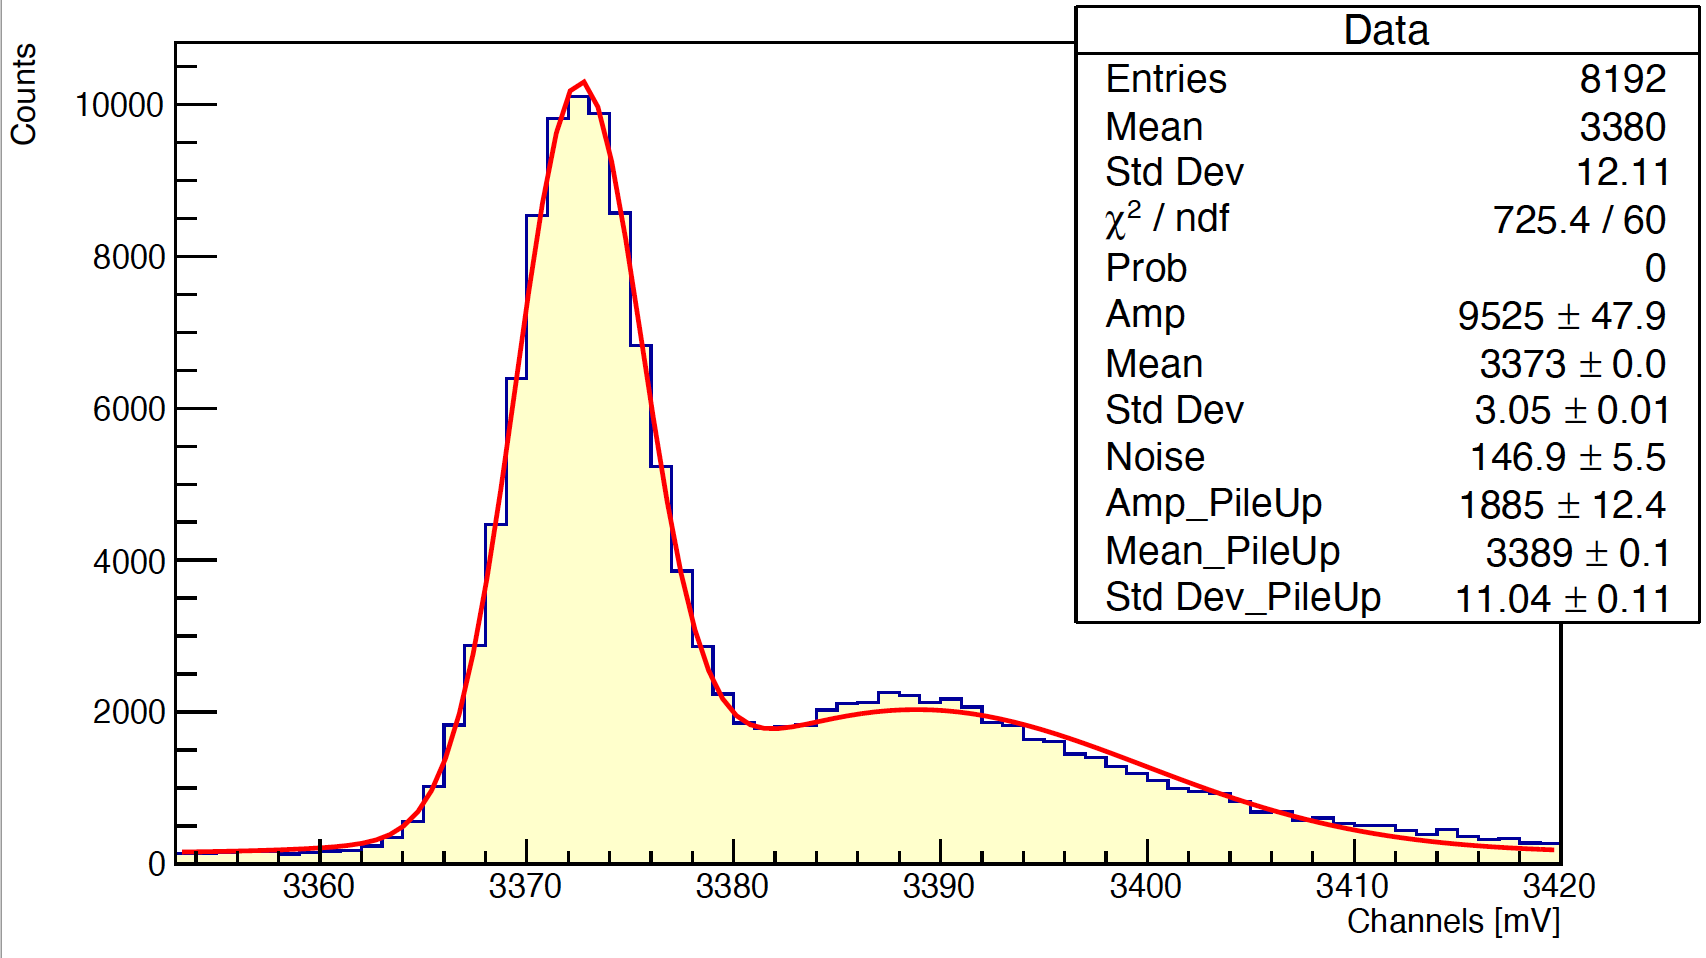 Data
Entries 8192
Mean 3380
Std Dev 12.11
χ² / ndf 725.4 / 60
Prob 0
Amp 9525 ± 47.9
Mean 3373 ± 0.0
Std Dev 3.05 ± 0.01
Noise 146.9 ± 5.5
Amp_PileUp 1885 ± 12.4
Mean_PileUp 3389 ± 0.1
Std Dev_PileUp 11.04 ± 0.11
Counts
10000
8000
6000
4000
2000
0
3360 3370 3380 3390 3400 3410 3420
Channels [mV]